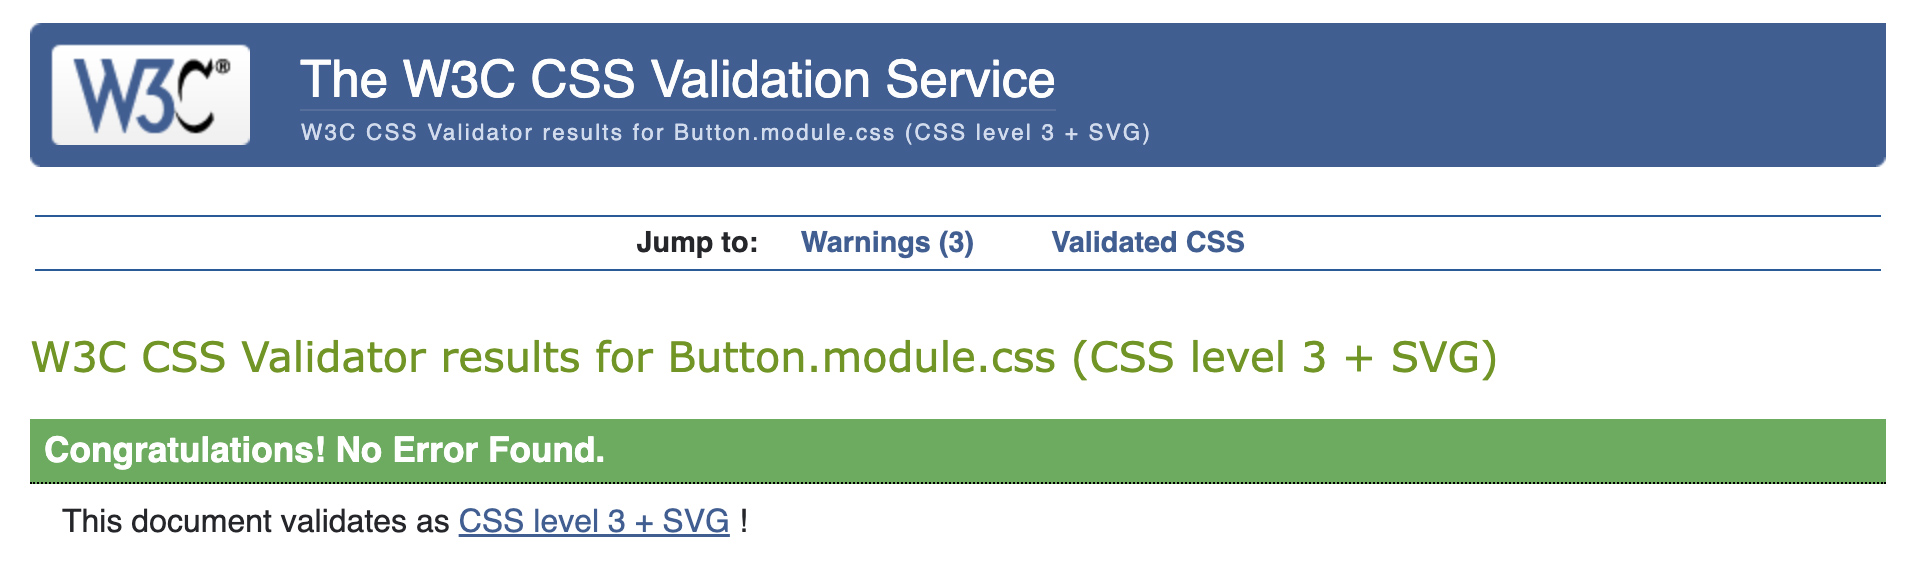 W3C®
The W3C CSS Validation Service
W3C CSS Validator results for Button.module.css (CSS level 3 + SVG)
Jump to: Warnings (3) Validated CSS
W3C CSS Validator results for Button.module.css (CSS level 3 + SVG)
Congratulations! No Error Found.
This document validates as CSS level 3 + SVG !